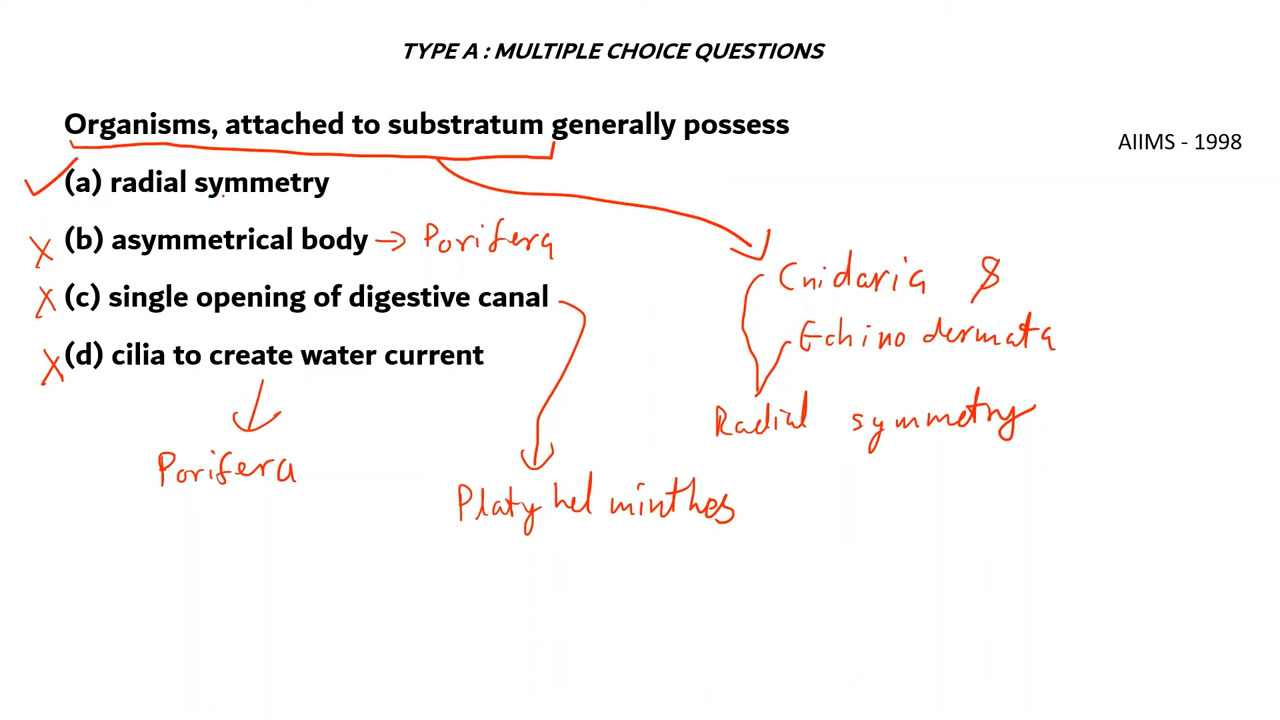 TYPE A : MULTIPLE CHOICE QUESTIONS
Organisms, attached to substratum generally possess
AIIMS - 1998
(a) radial symmetry
(b) asymmetrical body → Porifera
(c) single opening of digestive canal
(d) cilia to create water current
Cnidaria &
Echinodermata
Radial symmetry
Porifera
Platyhelminthes